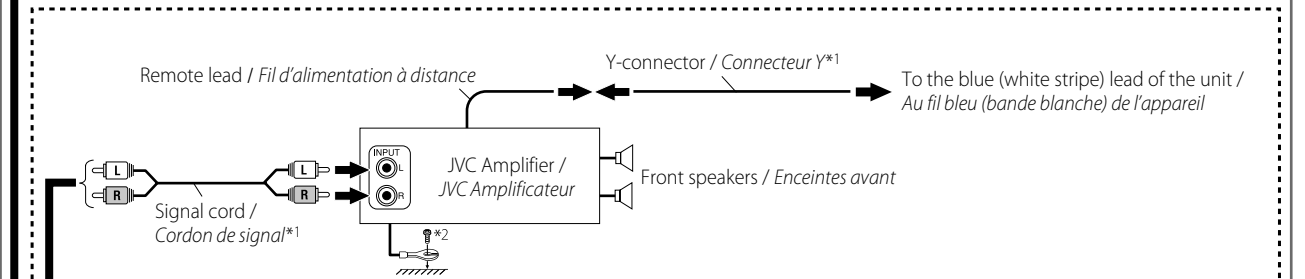 Remote lead / Fil d'alimentation à distance
Y-connector / Connecteur Y*1
To the blue (white stripe) lead of the unit /
Au fil bleu (bande blanche) de l'appareil
INPUT
L
R
L
R
L
R
JVC Amplifier /
JVC Amplificateur
Front speakers / Enceintes avant
Signal cord /
Cordon de signal*1
*2